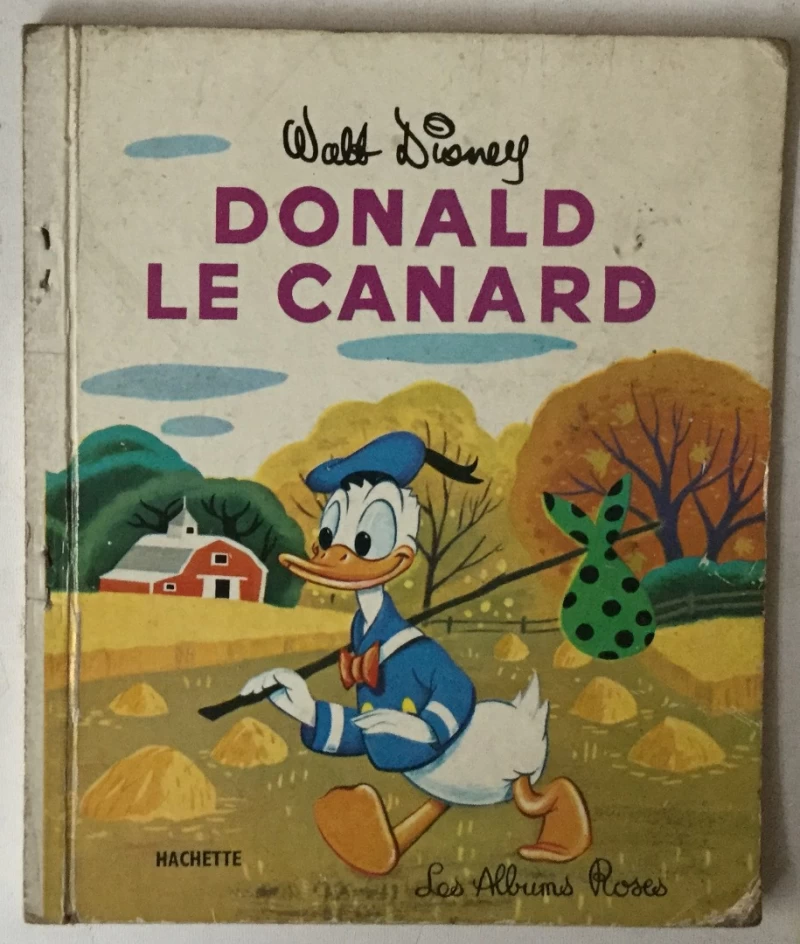 Walt Disney
DONALD
LE CANARD
HACHETTE
Les Albums Roses